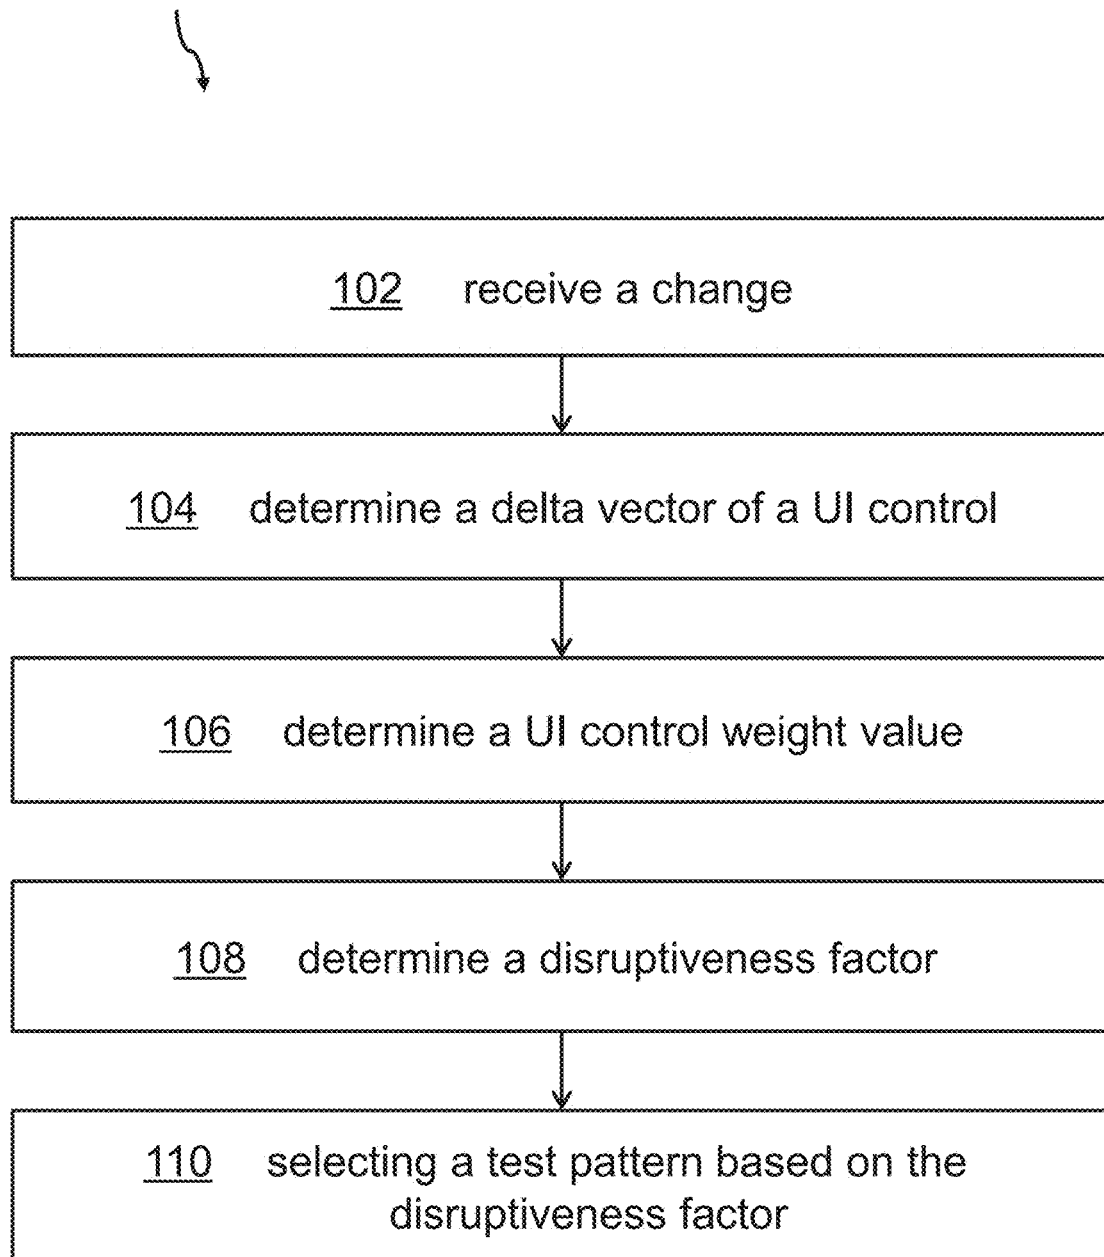 102 receive a change
104 determine a delta vector of a UI control
106 determine a UI control weight value
108 determine a disruptiveness factor
110 selecting a test pattern based on the
disruptiveness factor